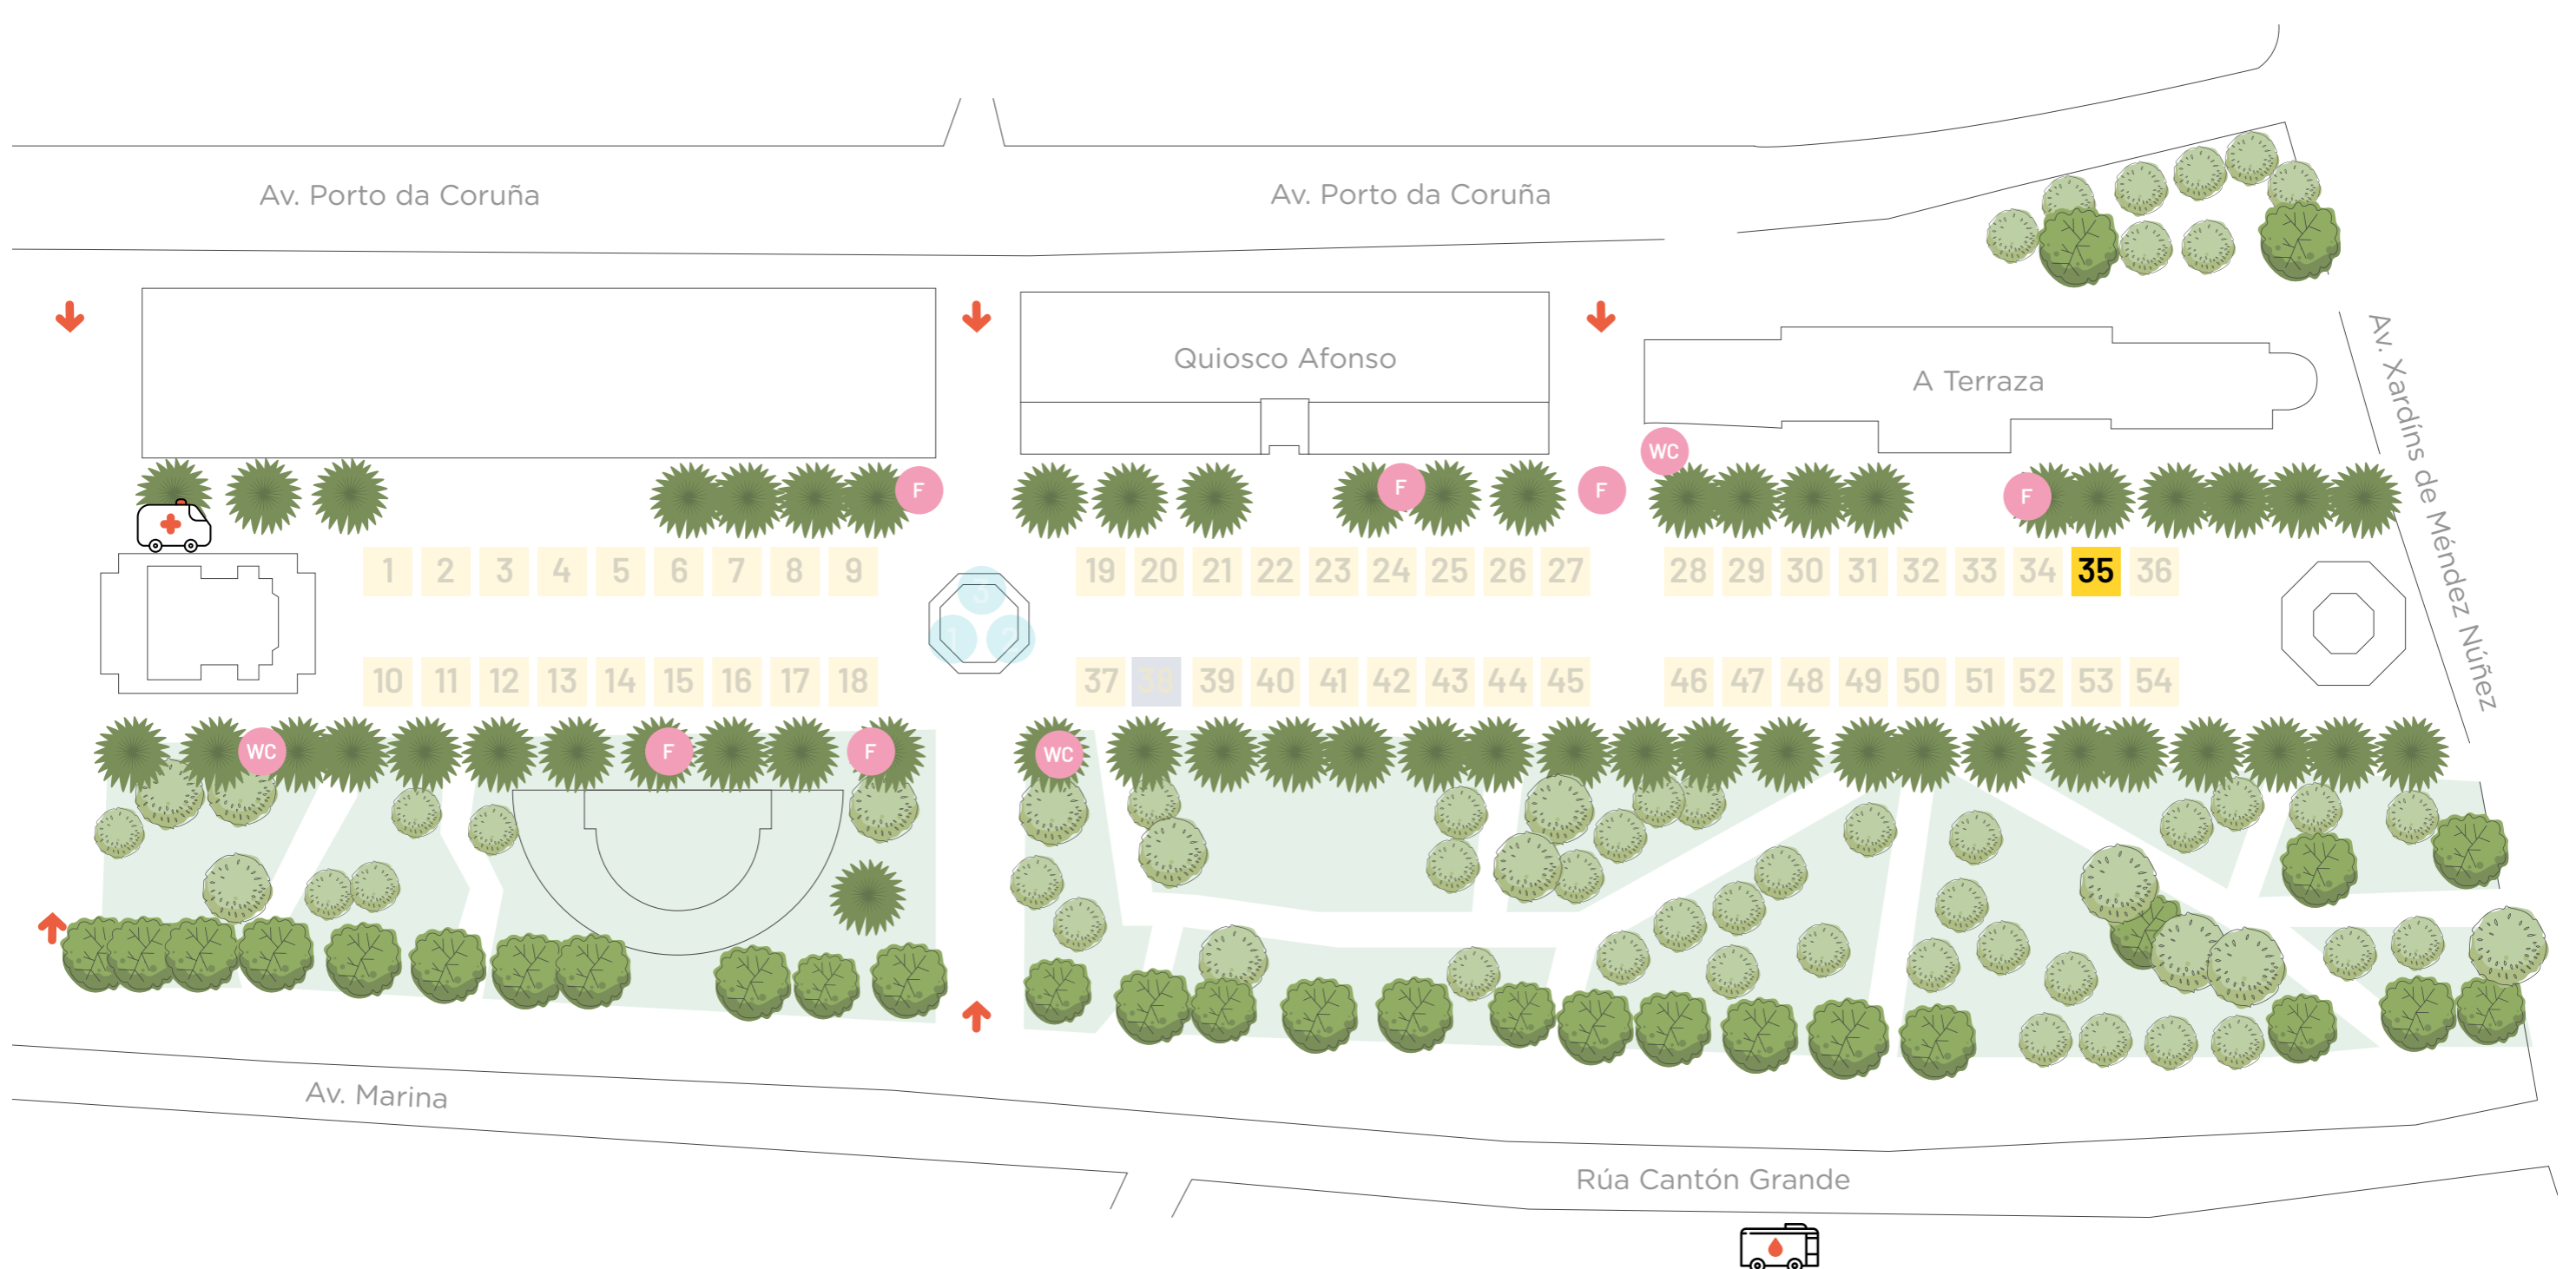 Av. Porto da Coruña
Av. Porto da Coruña
Quiosco Afonso
A Terraza
Av. Xardíns de Méndez Núñez
WC
F
F
F
F
1 2 3 4 5 6 7 8 9
19 20 21 22 23 24 25 26 27
28 29 30 31 32 33 34 35 36
3
1 2
10 11 12 13 14 15 16 17 18
37 38 39 40 41 42 43 44 45
46 47 48 49 50 51 52 53 54
WC
F
F
WC
Av. Marina
Rúa Cantón Grande